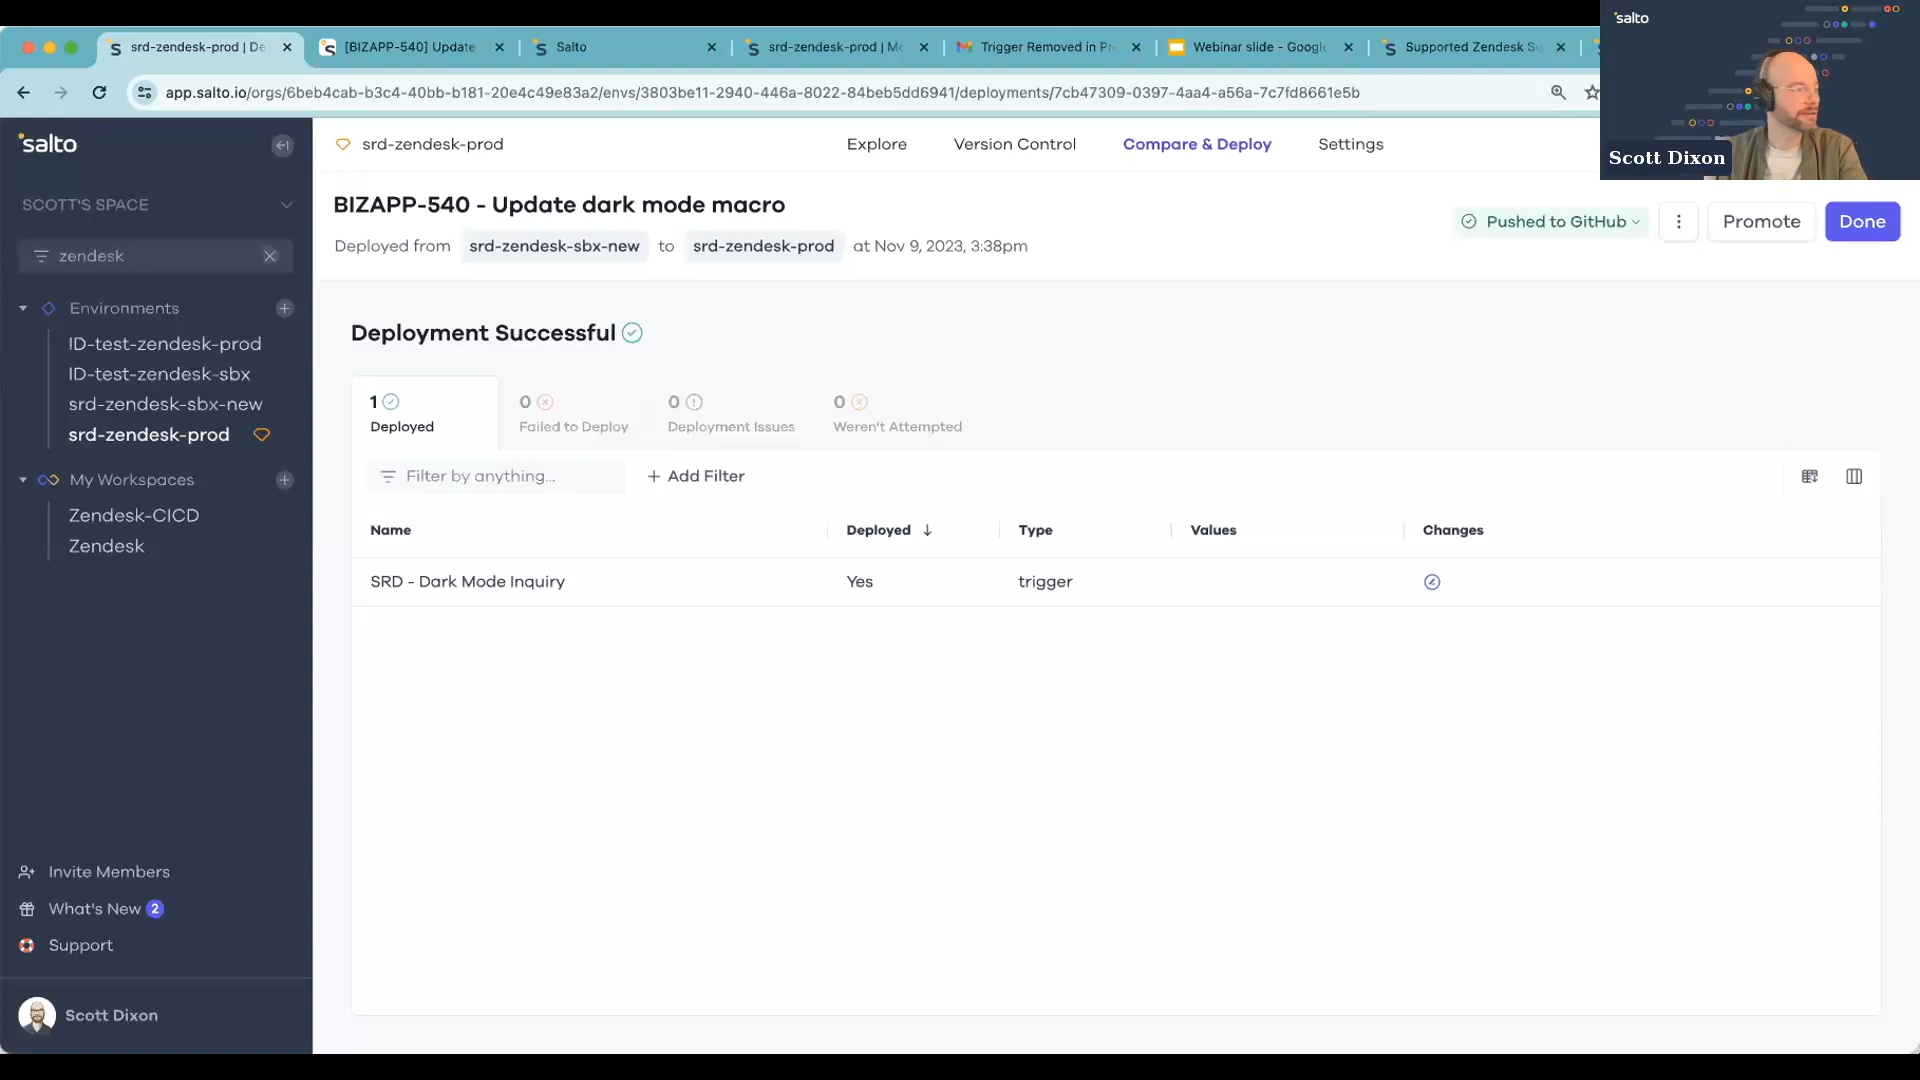 srd-zendesk-prod | De
[BIZAPP-540] Update
Salto
srd-zendesk-prod | Mo
Trigger Removed in Pr
Webinar slide - Google
Supported Zendesk Su
app.salto.io/orgs/6beb4cab-b3c4-40bb-b181-20e4c49e83a2/envs/3803be11-2940-446a-8022-84beb5dd6941/deployments/7cb47309-0397-4aa4-a56a-7c7fd8661e5b
salto
Scott Dixon
salto
SCOTT'S SPACE
zendesk
Environments
ID-test-zendesk-prod
ID-test-zendesk-sbx
srd-zendesk-sbx-new
srd-zendesk-prod
My Workspaces
Zendesk-CICD
Zendesk
Invite Members
What's New 2
Support
Scott Dixon
srd-zendesk-prod
Explore
Version Control
Compare & Deploy
Settings
BIZAPP-540 - Update dark mode macro
Deployed from srd-zendesk-sbx-new to srd-zendesk-prod at Nov 9, 2023, 3:38pm
Pushed to GitHub
Promote
Done
Deployment Successful
1
Deployed
0
Failed to Deploy
0
Deployment Issues
0
Weren't Attempted
Filter by anything...
+ Add Filter
Name
Deployed
Type
Values
Changes
SRD - Dark Mode Inquiry
Yes
trigger